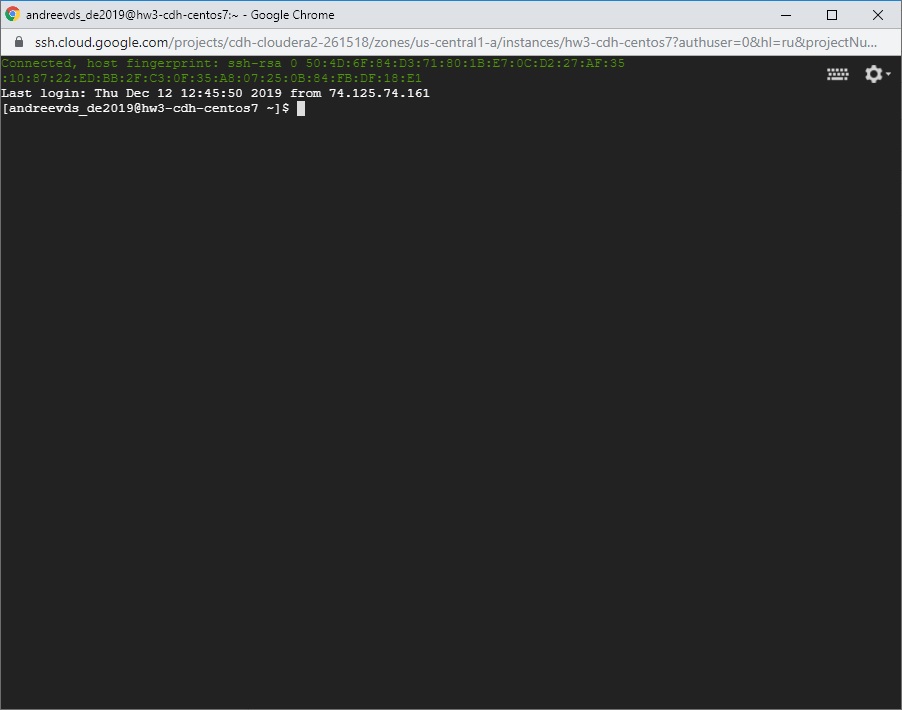 andreevds_de2019@hw3-cdh-centos7:~ - Google Chrome
ssh.cloud.google.com/projects/cdh-cloudera2-261518/zones/us-central1-a/instances/hw3-cdh-centos7?authuser=0&hl=ru&projectNu...
Connected, host fingerprint: ssh-rsa 0 50:4D:6F:84:D3:71:80:1B:E7:0C:D2:27:AF:35
:10:87:22:ED:BB:2F:C3:0F:35:A8:07:25:0B:84:FB:DF:18:E1
Last login: Thu Dec 12 12:45:50 2019 from 74.125.74.161
[andreevds_de2019@hw3-cdh-centos7 ~]$